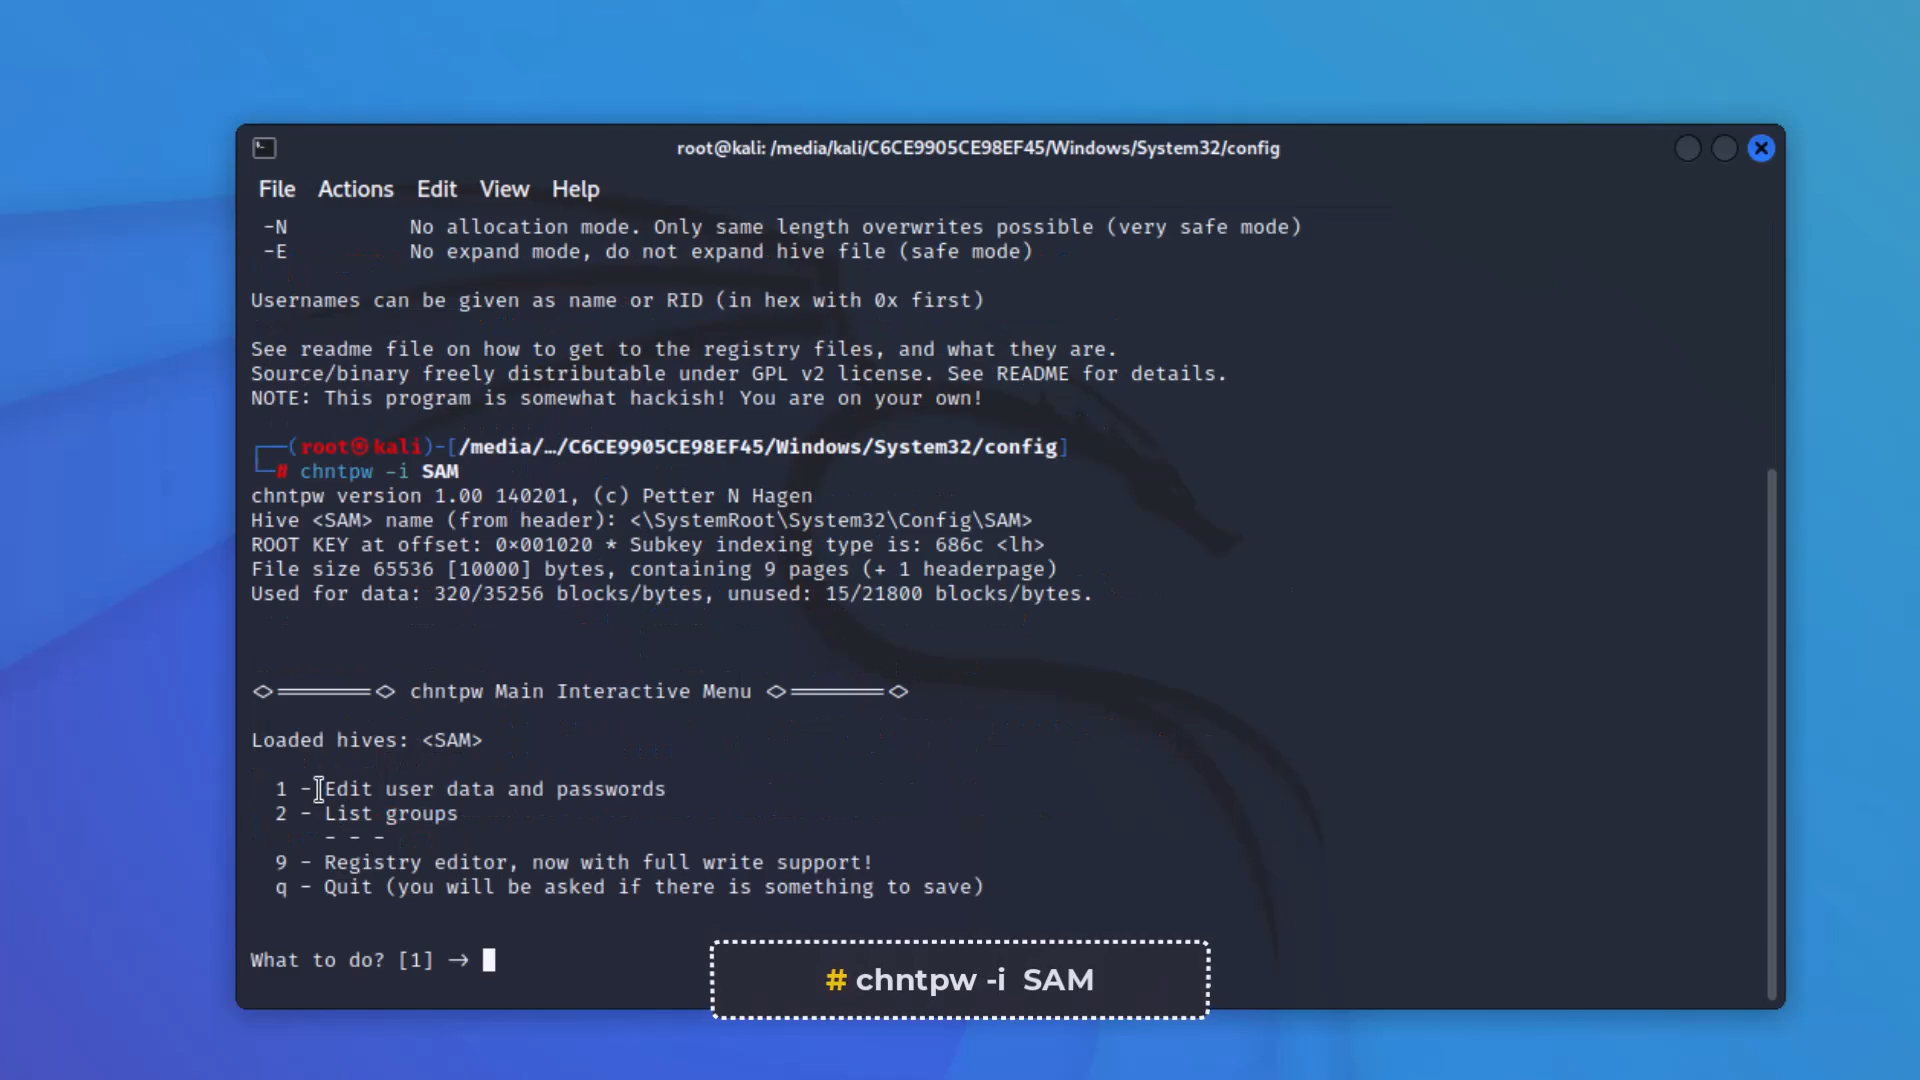 root@kali: /media/kali/C6CE9905CE98EF45/Windows/System32/config
File Actions Edit View Help
-N          No allocation mode. Only same length overwrites possible (very safe mode)
-E          No expand mode, do not expand hive file (safe mode)
Usernames can be given as name or RID (in hex with 0x first)
See readme file on how to get to the registry files, and what they are.
Source/binary freely distributable under GPL v2 license. See README for details.
NOTE: This program is somewhat hackish! You are on your own!
┌──(root㉿kali)-[/media/…/C6CE9905CE98EF45/Windows/System32/config]
└─# chntpw -i SAM
chntpw version 1.00 140201, (c) Petter N Hagen
Hive <SAM> name (from header): <\SystemRoot\System32\Config\SAM>
ROOT KEY at offset: 0×001020 * Subkey indexing type is: 686c <lh>
File size 65536 [10000] bytes, containing 9 pages (+ 1 headerpage)
Used for data: 320/35256 blocks/bytes, unused: 15/21800 blocks/bytes.
<>════════<> chntpw Main Interactive Menu <>════════<>
Loaded hives: <SAM>
1 - Edit user data and passwords
2 - List groups
- - -
9 - Registry editor, now with full write support!
q - Quit (you will be asked if there is something to save)
What to do? [1] →
# chntpw -i SAM